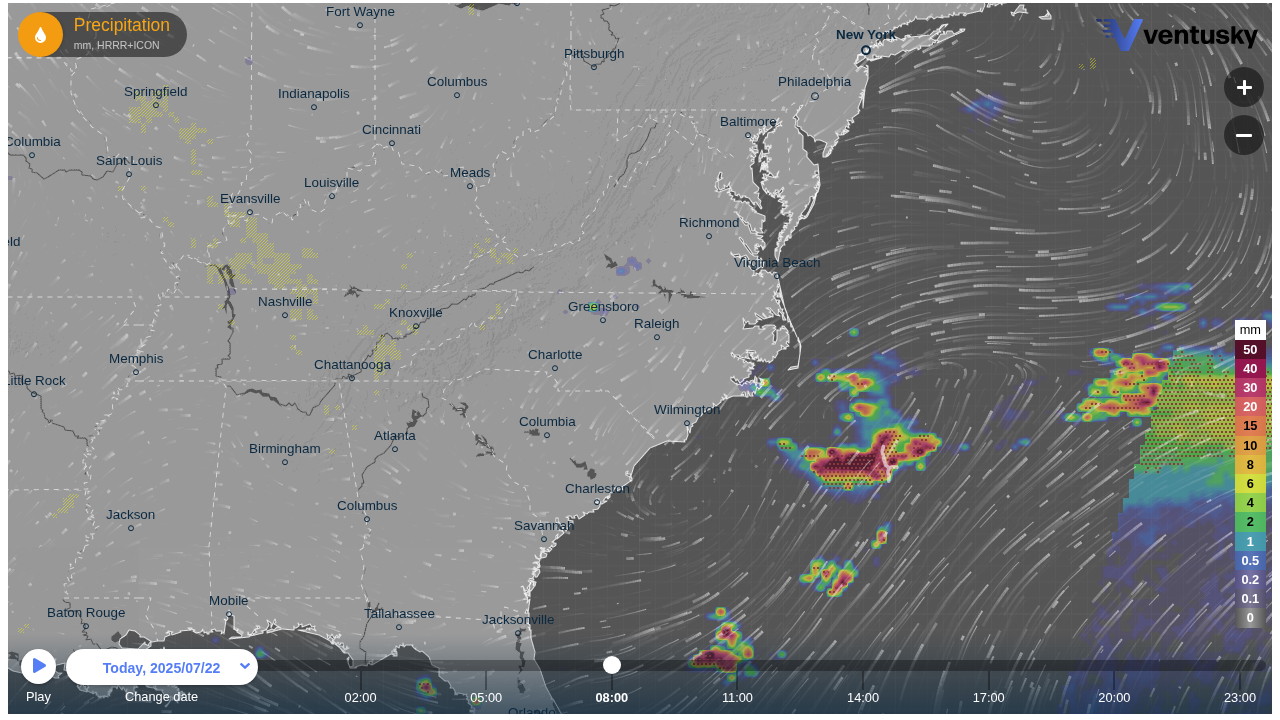 Precipitation
mm, HRRR+ICON
Fort Wayne
New York
ventusky
Pittsburgh
Columbus
Philadelphia
Springfield
Indianapolis
Baltimore
Cincinnati
Columbia
Saint Louis
Meads
Louisville
Evansville
Richmond
eld
Virginia Beach
Nashville
Greensboro
Knoxville
Raleigh
mm
Charlotte
50
Memphis
Chattanooga
40
Little Rock
30
Wilmington
20
Columbia
15
Atlanta
10
Birmingham
8
Charleston
6
Columbus
4
Jackson
Savannah
2
1
0.5
0.2
Mobile
0.1
Baton Rouge
Tallahassee
Jacksonville
0
Today, 2025/07/22
Play
Change date
02:00
05:00
08:00
11:00
14:00
17:00
20:00
23:00
Orlando